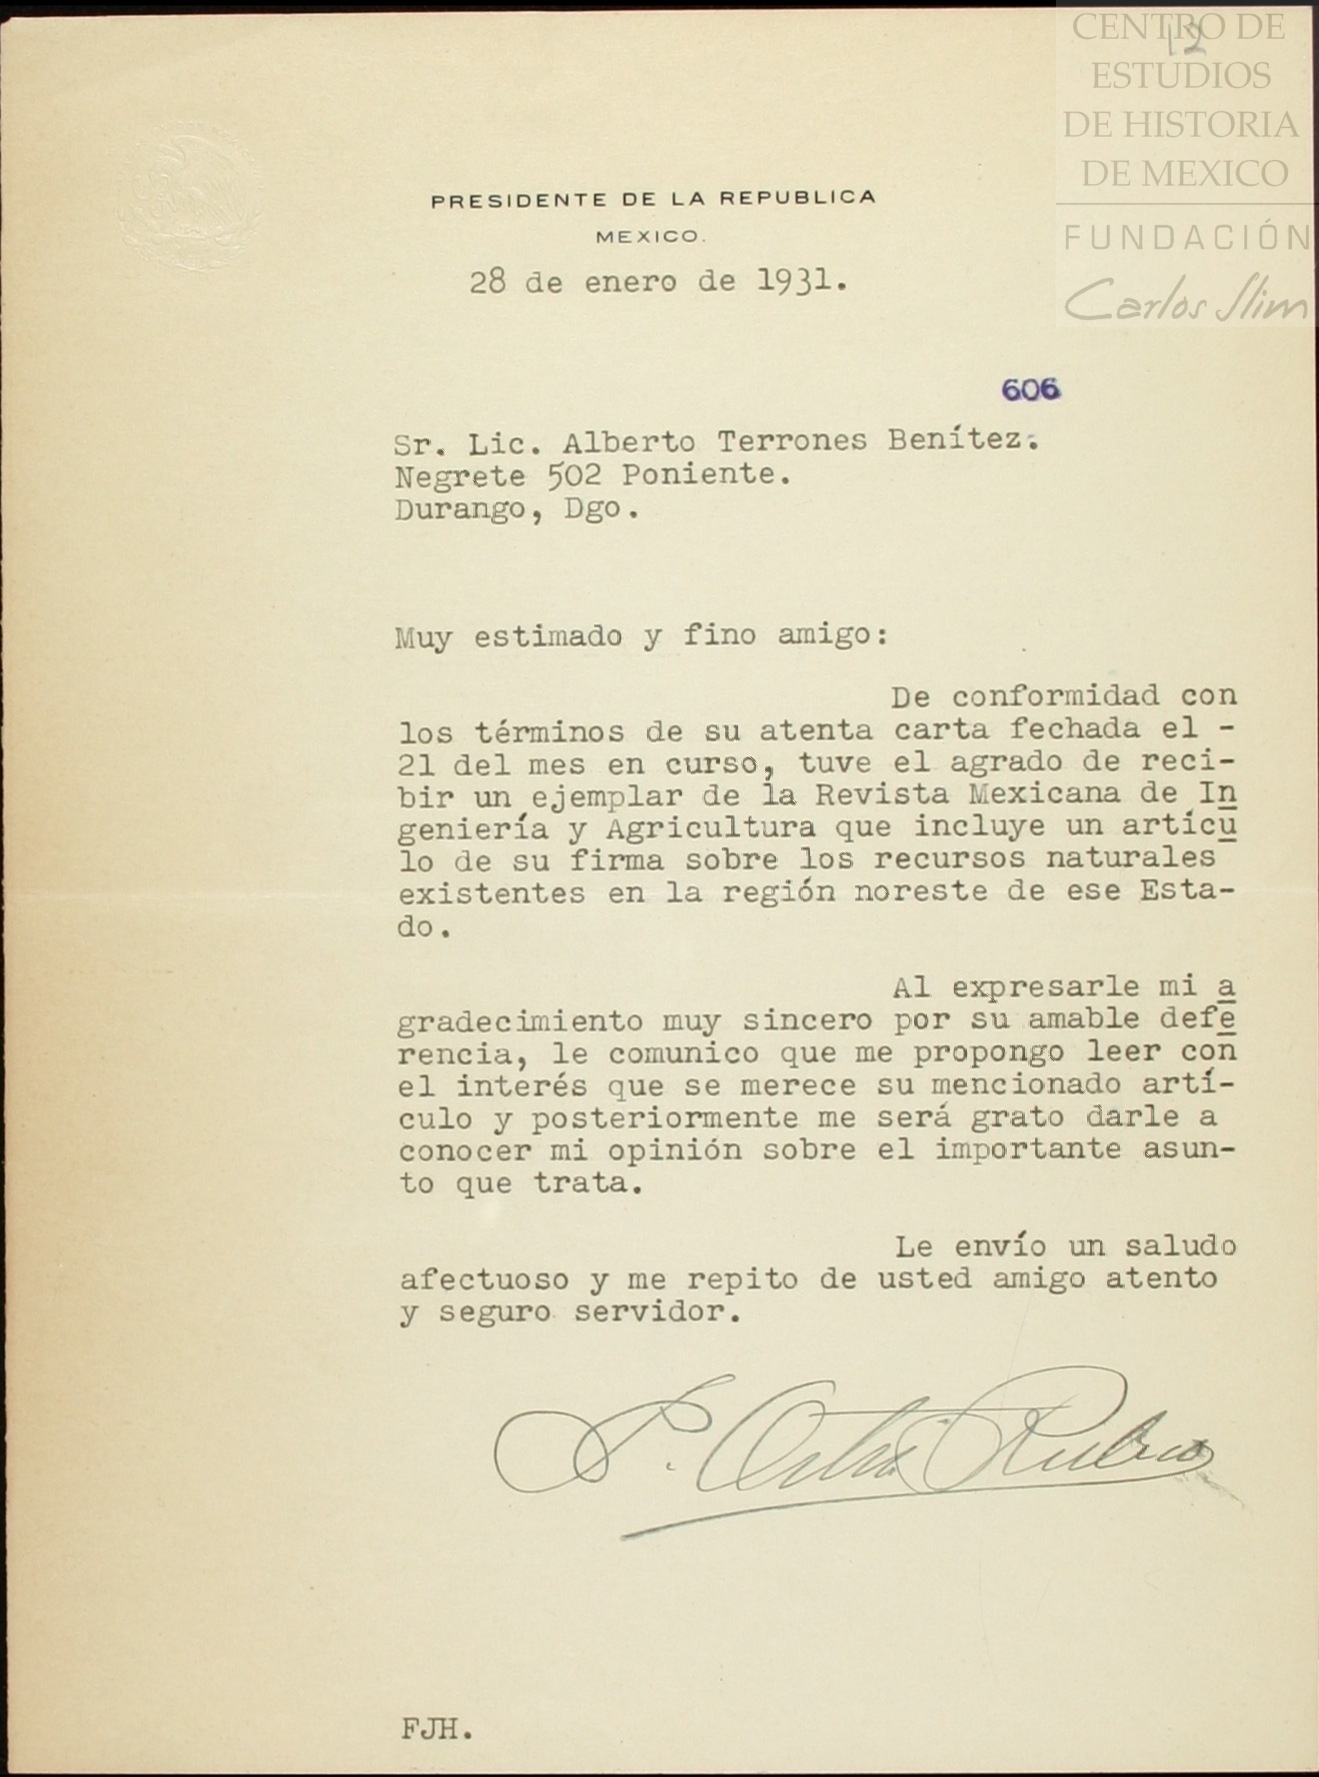 CENTRO DE
ESTUDIOS
DE HISTORIA
DE MEXICO
FUNDACIÓN
Carlos Slim
12
PRESIDENTE DE LA REPUBLICA
MEXICO.
28 de enero de 1931.
606
Sr. Lic. Alberto Terrones Benítez.
Negrete 502 Poniente.
Durango, Dgo.
Muy estimado y fino amigo:
De conformidad con
los términos de su atenta carta fechada el -
21 del mes en curso, tuve el agrado de reci-
bir un ejemplar de la Revista Mexicana de In
geniería y Agricultura que incluye un artícu
lo de su firma sobre los recursos naturales
existentes en la región noreste de ese Esta-
do.
Al expresarle mi a
gradecimiento muy sincero por su amable defe
rencia, le comunico que me propongo leer con
el interés que se merece su mencionado artí-
culo y posteriormente me será grato darle a
conocer mi opinión sobre el importante asun-
to que trata.
Le envío un saludo
afectuoso y me repito de usted amigo atento
y seguro servidor.
P. Ortiz Rubio
FJH.